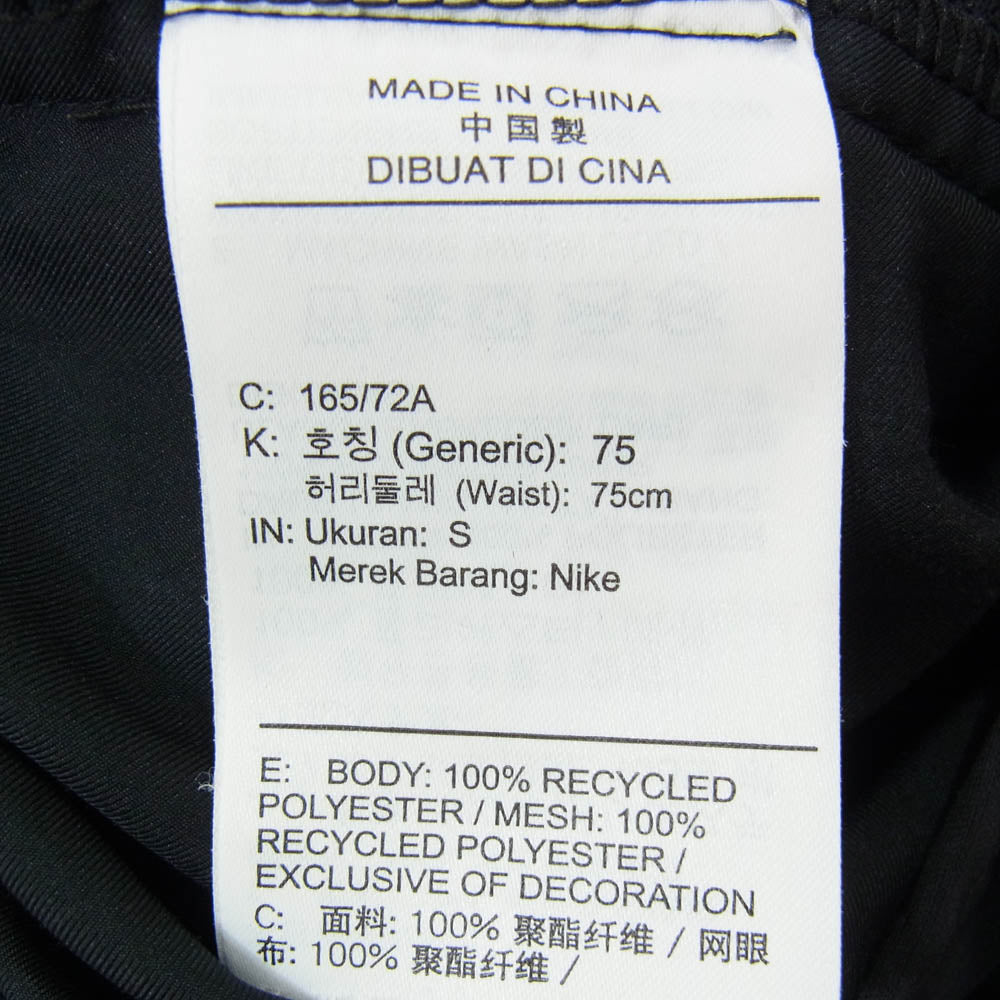 MADE IN CHINA
中国製
DIBUAT DI CINA
C: 165/72A
K: 호칭 (Generic): 75
허리둘레 (Waist): 75cm
IN: Ukuran: S
Merek Barang: Nike
E: BODY: 100% RECYCLED
POLYESTER / MESH: 100%
RECYCLED POLYESTER /
EXCLUSIVE OF DECORATION
C: 面料: 100% 聚酯纤维 / 网眼
布: 100% 聚酯纤维 /